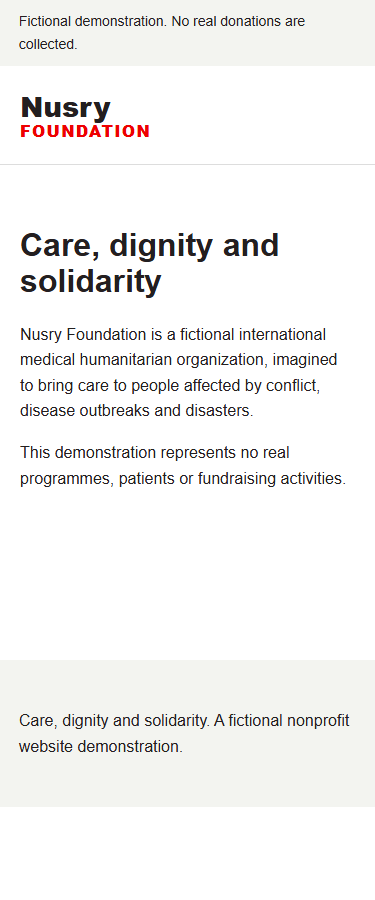 Fictional demonstration. No real donations are
collected.
Nusry
FOUNDATION
Care, dignity and
solidarity
Nusry Foundation is a fictional international
medical humanitarian organization, imagined
to bring care to people affected by conflict,
disease outbreaks and disasters.
This demonstration represents no real
programmes, patients or fundraising activities.
Care, dignity and solidarity. A fictional nonprofit
website demonstration.